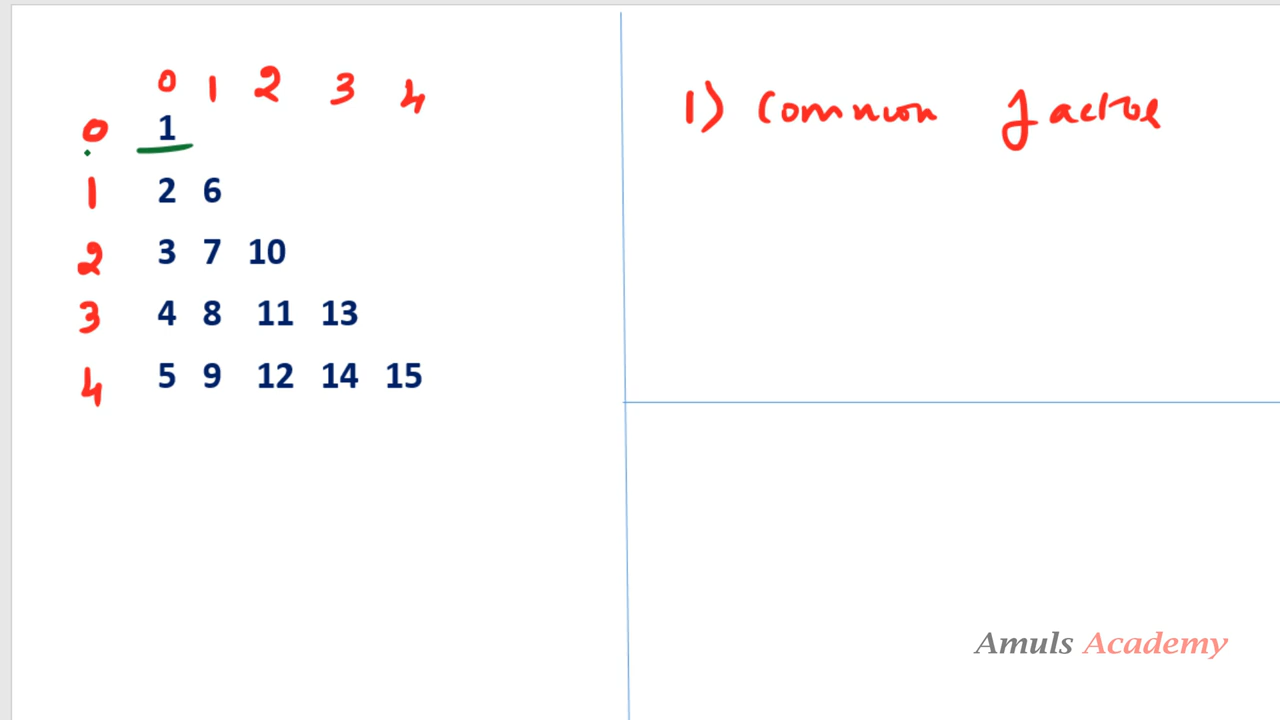 0 1 2 3 4
0 1
1 2 6
2 3 7 10
3 4 8 11 13
4 5 9 12 14 15
1) Common factor
Amuls Academy